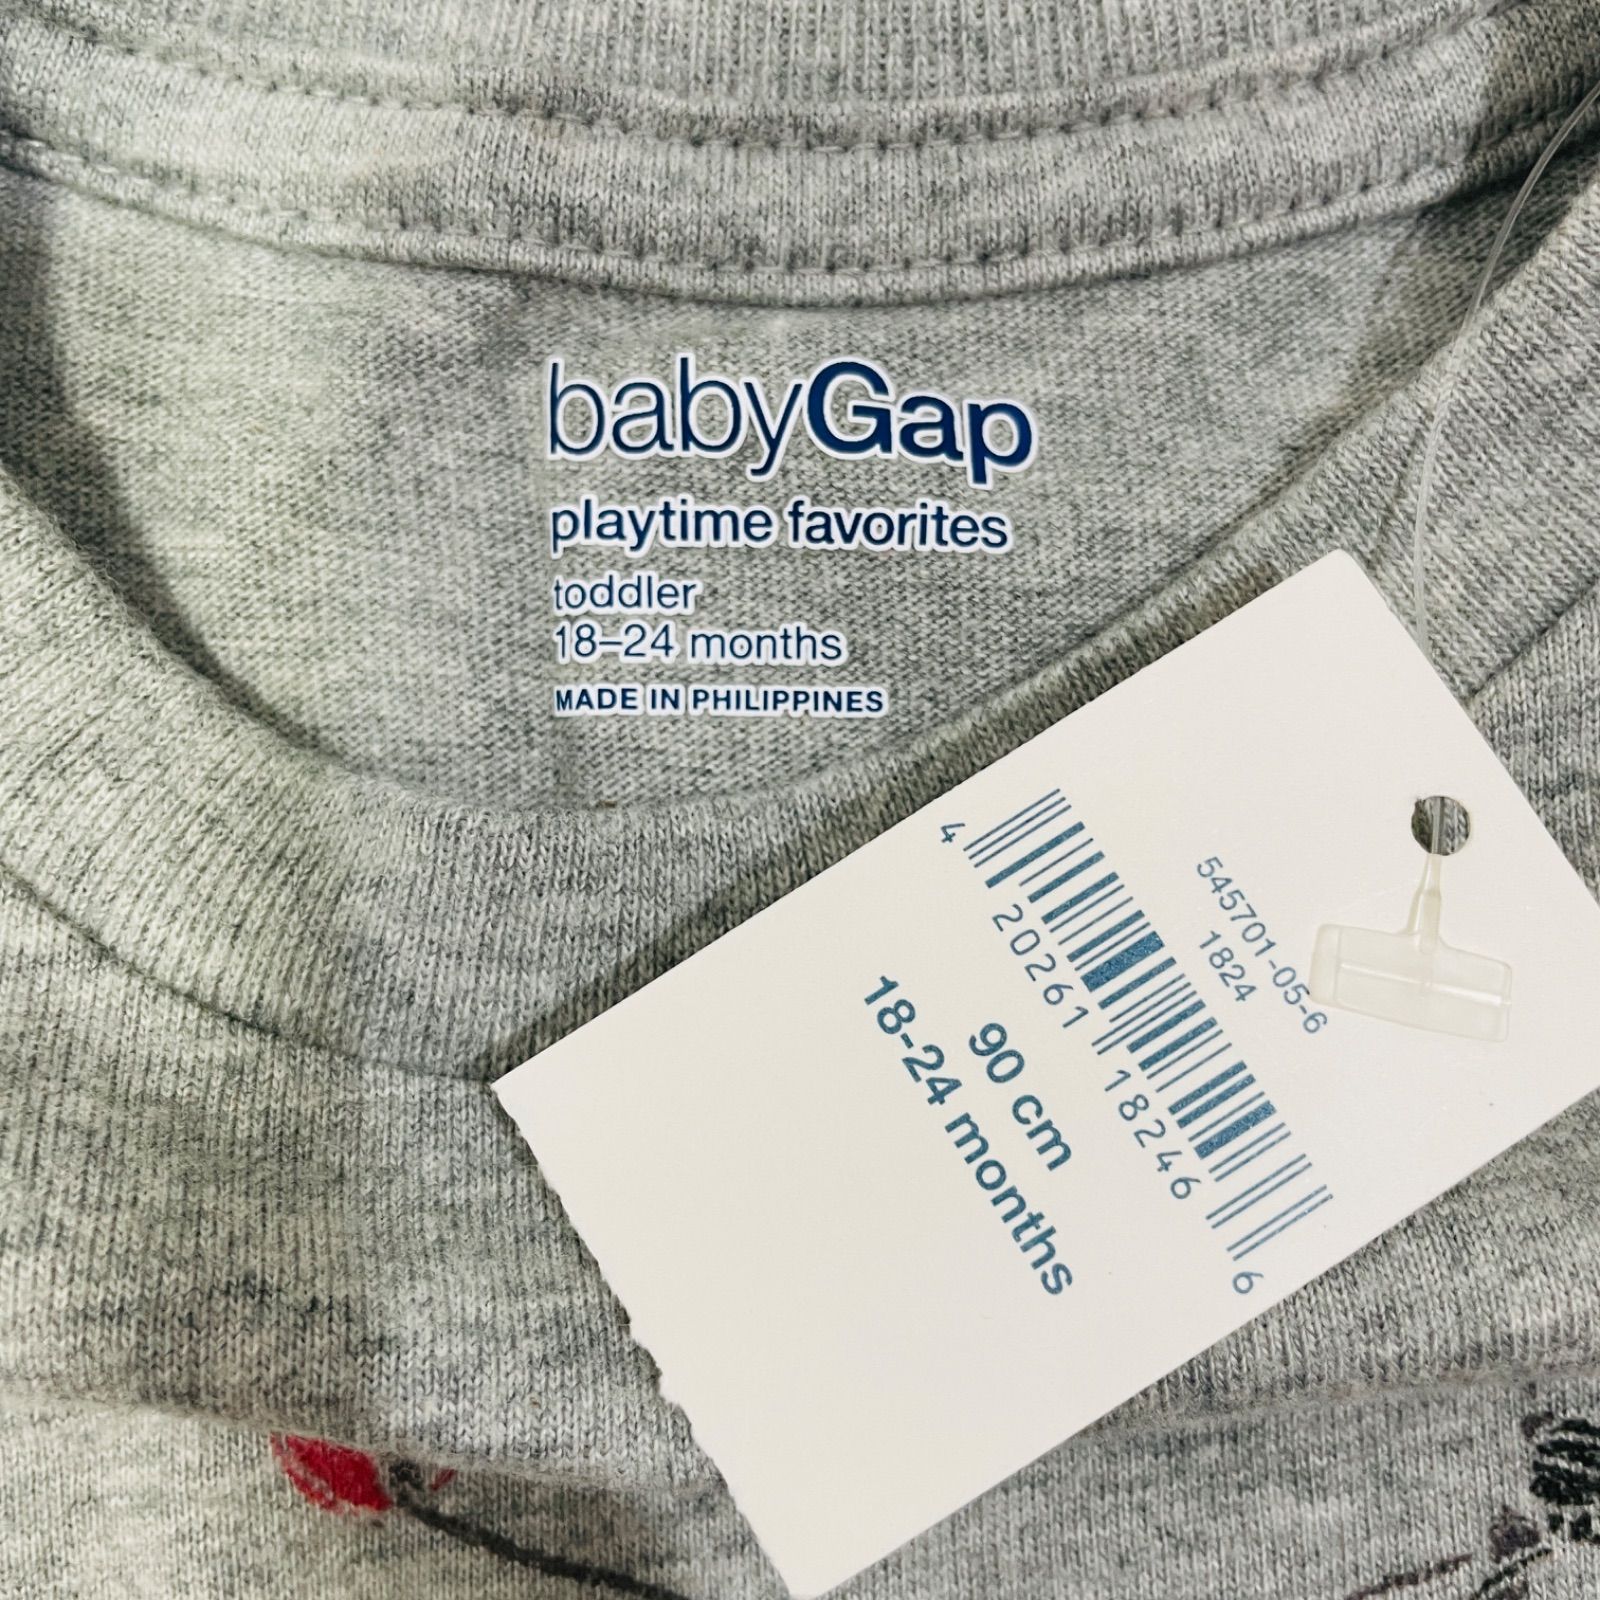 babyGap
playtime favorites
toddler
18–24 months
MADE IN PHILIPPINES
545701-05-6
1824
4 20261 18246 6
90 cm
18-24 months